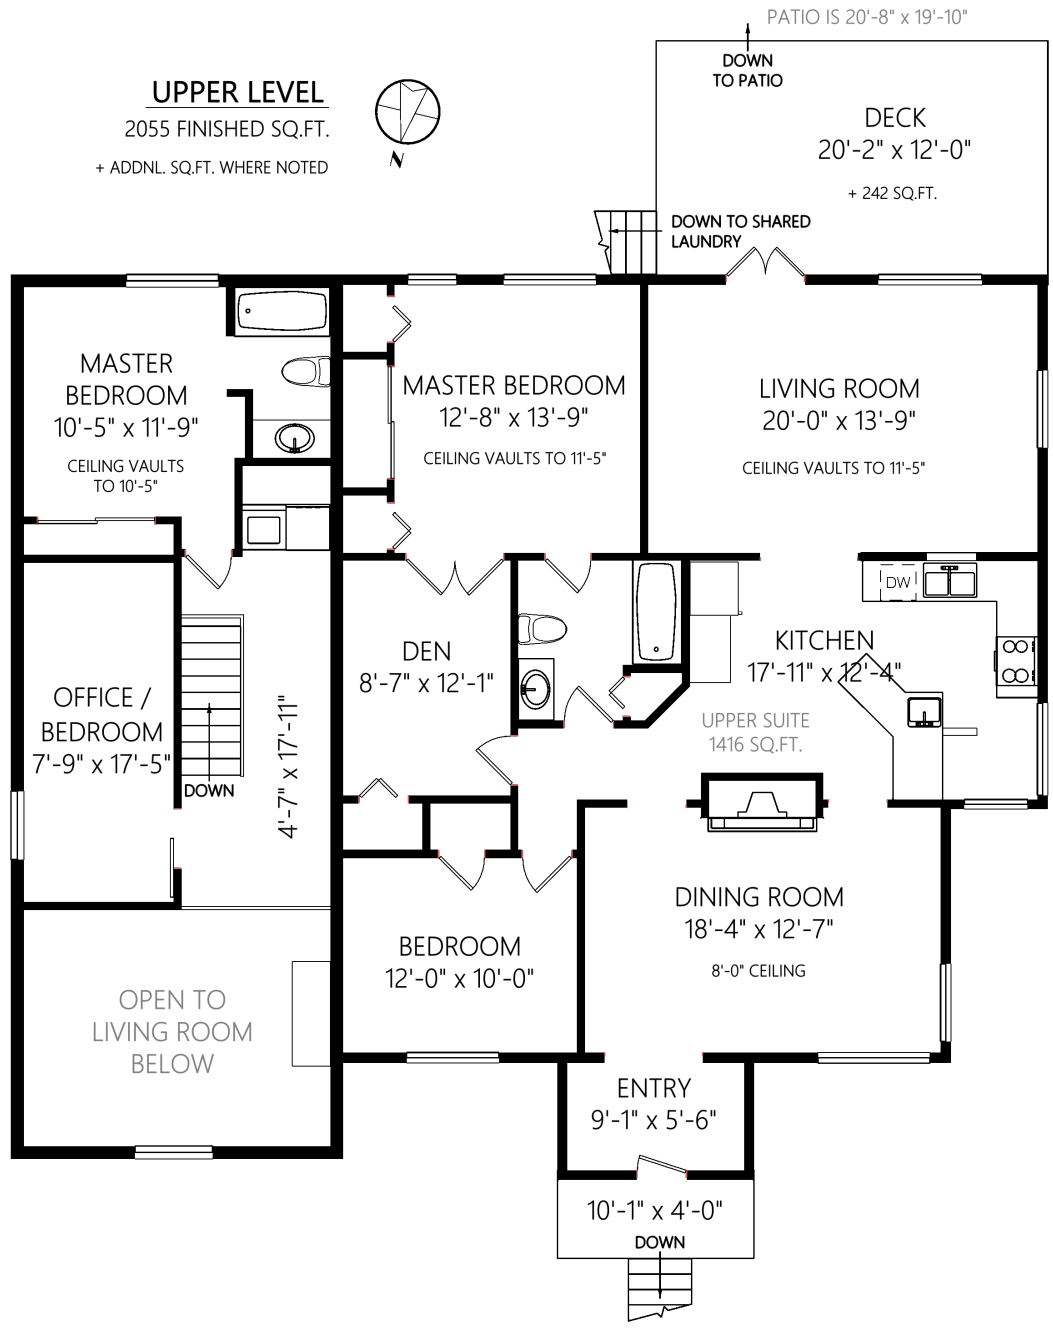 PATIO IS 20'-8" x 19'-10"
DOWN
TO PATIO
UPPER LEVEL
2055 FINISHED SQ.FT.
+ ADDNL. SQ.FT. WHERE NOTED
N
DECK
20'-2" x 12'-0"
+ 242 SQ.FT.
DOWN TO SHARED
LAUNDRY
MASTER
BEDROOM
10'-5" x 11'-9"
CEILING VAULTS
TO 10'-5"
MASTER BEDROOM
12'-8" x 13'-9"
CEILING VAULTS TO 11'-5"
LIVING ROOM
20'-0" x 13'-9"
CEILING VAULTS TO 11'-5"
DW
KITCHEN
17'-11" x 12'-4"
DEN
8'-7" x 12'-1"
OFFICE /
BEDROOM
7'-9" x 17'-5"
DOWN
4'-7" x 17'-11"
UPPER SUITE
1416 SQ.FT.
DINING ROOM
18'-4" x 12'-7"
8'-0" CEILING
BEDROOM
12'-0" x 10'-0"
OPEN TO
LIVING ROOM
BELOW
ENTRY
9'-1" x 5'-6"
10'-1" x 4'-0"
DOWN